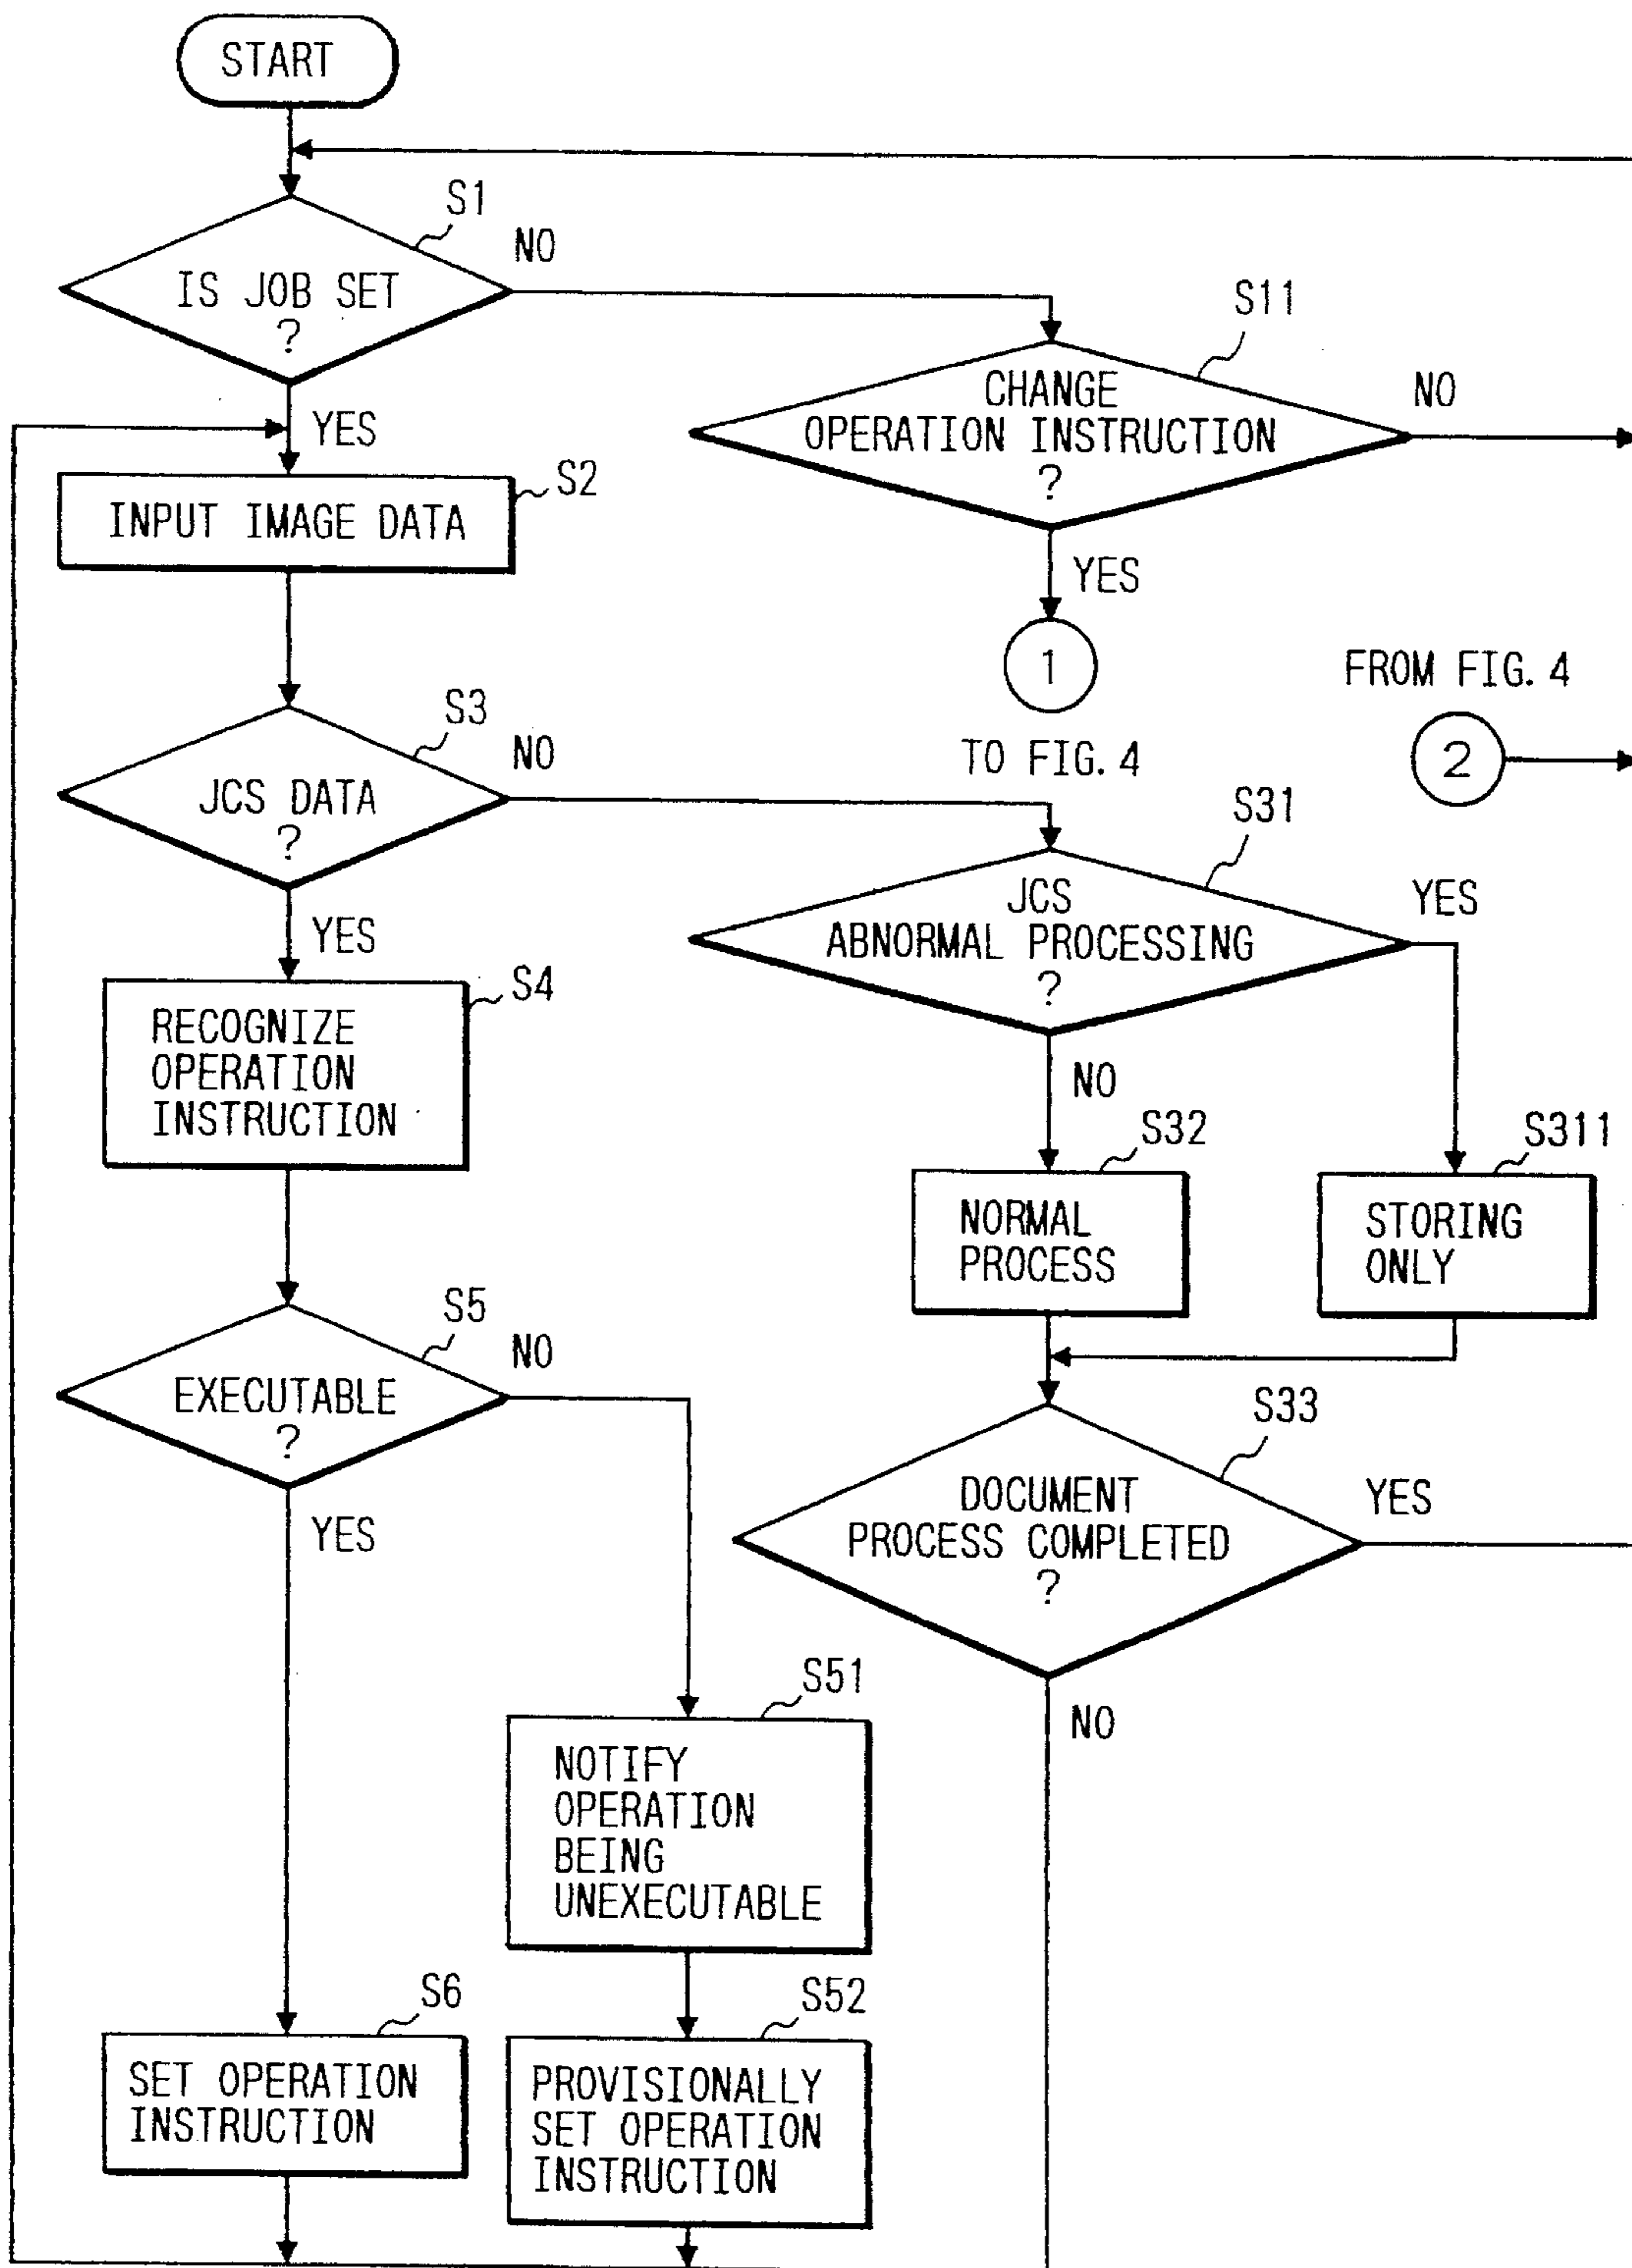 START
S1
NO
IS JOB SET
?
S11
CHANGE
OPERATION INSTRUCTION
?
NO
YES
YES
S2
INPUT IMAGE DATA
1
TO FIG. 4
FROM FIG. 4
2
S3
NO
JCS DATA
?
S31
JCS
ABNORMAL PROCESSING
?
YES
YES
NO
S4
RECOGNIZE
OPERATION
INSTRUCTION
S32
NORMAL
PROCESS
S311
STORING
ONLY
S5
NO
EXECUTABLE
?
YES
S33
DOCUMENT
PROCESS COMPLETED
?
YES
NO
S51
NOTIFY
OPERATION
BEING
UNEXECUTABLE
S6
SET OPERATION
INSTRUCTION
S52
PROVISIONALLY
SET OPERATION
INSTRUCTION